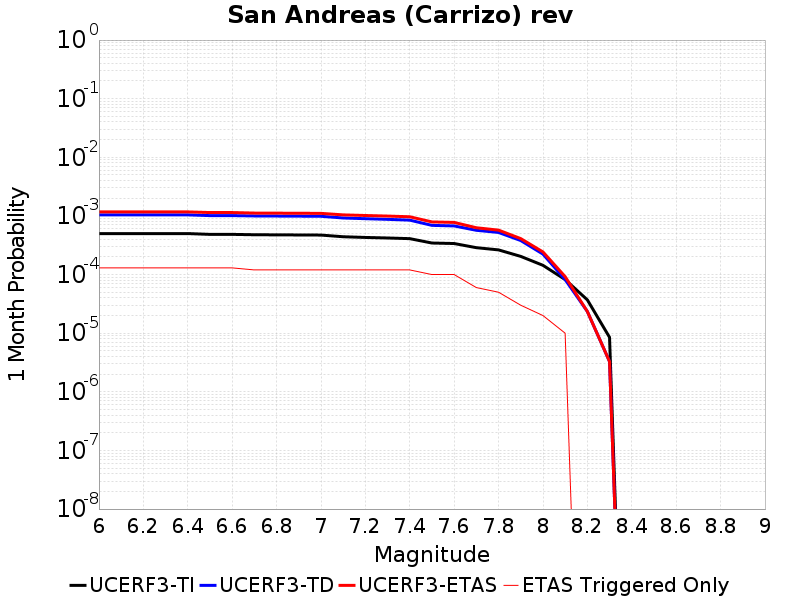 San Andreas (Carrizo) rev
10^0
10^-1
10^-2
10^-3
10^-4
10^-5
10^-6
10^-7
10^-8
1 Month Probability
6 6.2 6.4 6.6 6.8 7 7.2 7.4 7.6 7.8 8 8.2 8.4 8.6 8.8 9
Magnitude
UCERF3-TI UCERF3-TD UCERF3-ETAS ETAS Triggered Only